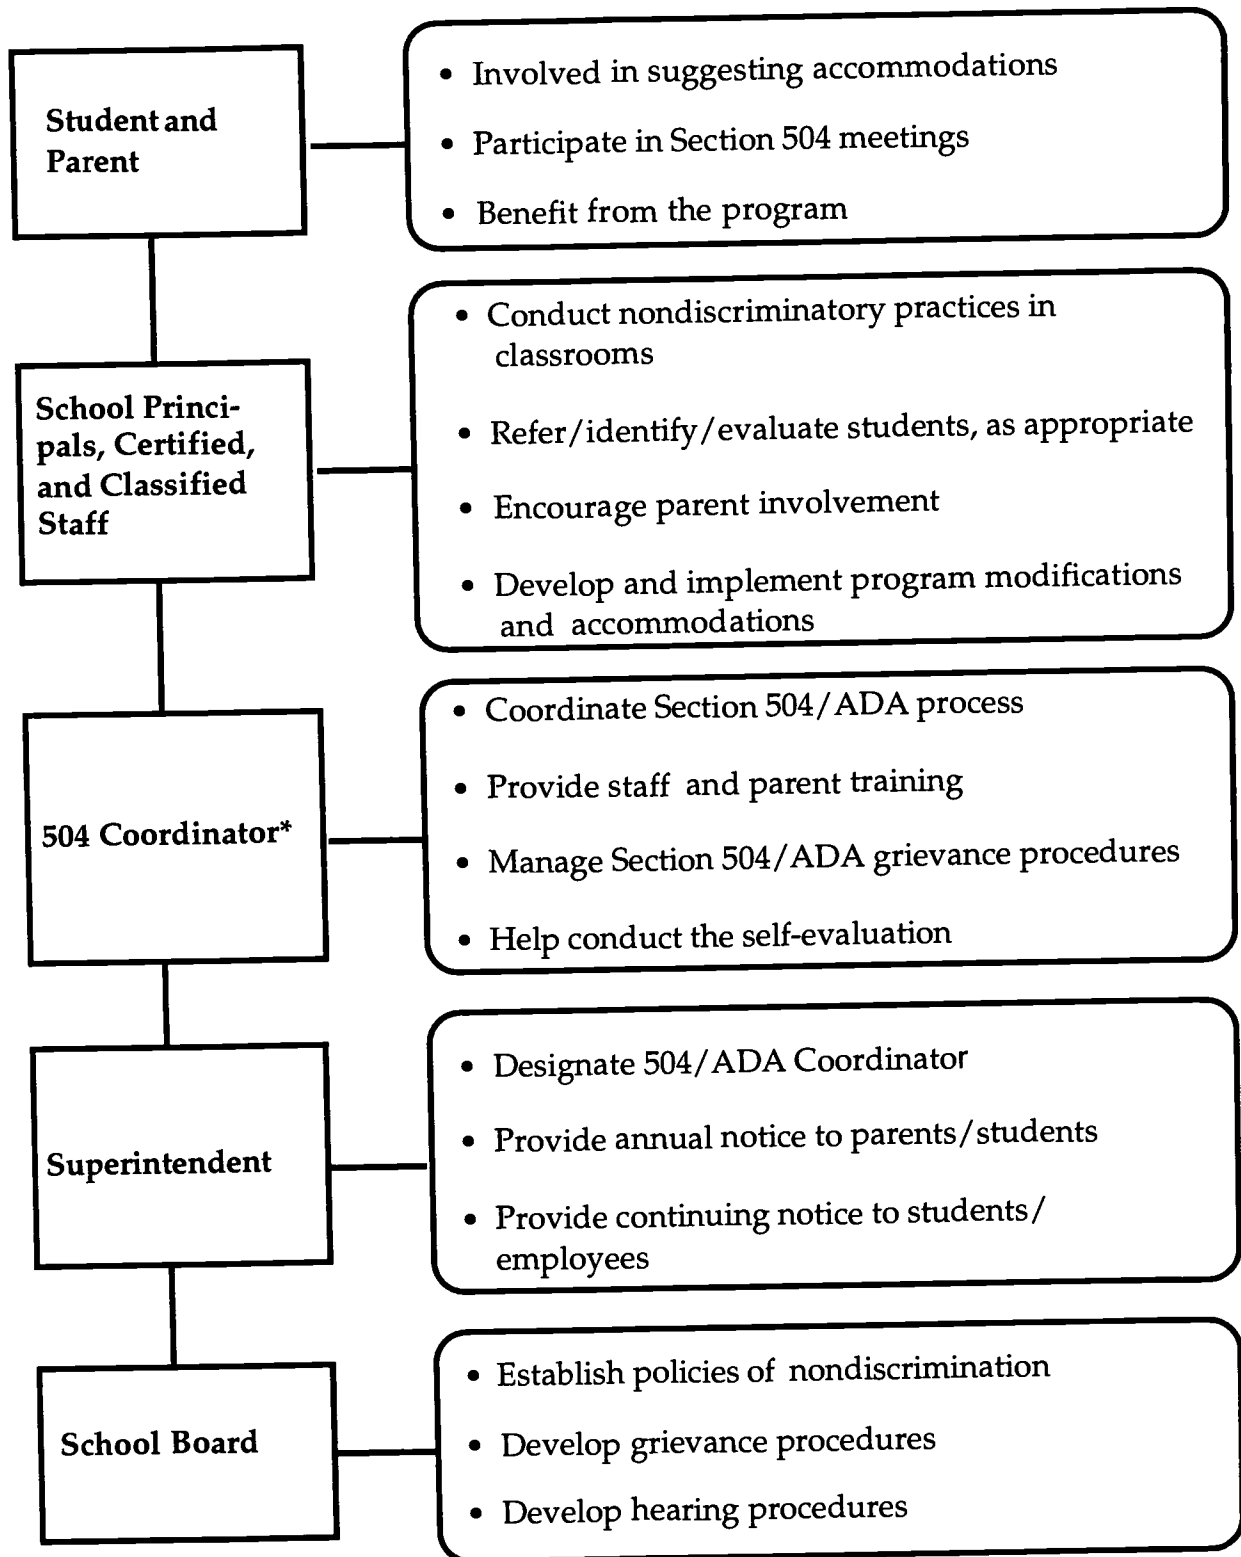 Student and
Parent
• Involved in suggesting accommodations
• Participate in Section 504 meetings
• Benefit from the program
School Princi-
pals, Certified,
and Classified
Staff
• Conduct nondiscriminatory practices in
classrooms
• Refer/identify/evaluate students, as appropriate
• Encourage parent involvement
• Develop and implement program modifications
and accommodations
504 Coordinator*
• Coordinate Section 504/ADA process
• Provide staff and parent training
• Manage Section 504/ADA grievance procedures
• Help conduct the self-evaluation
Superintendent
• Designate 504/ADA Coordinator
• Provide annual notice to parents/students
• Provide continuing notice to students/
employees
School Board
• Establish policies of nondiscrimination
• Develop grievance procedures
• Develop hearing procedures